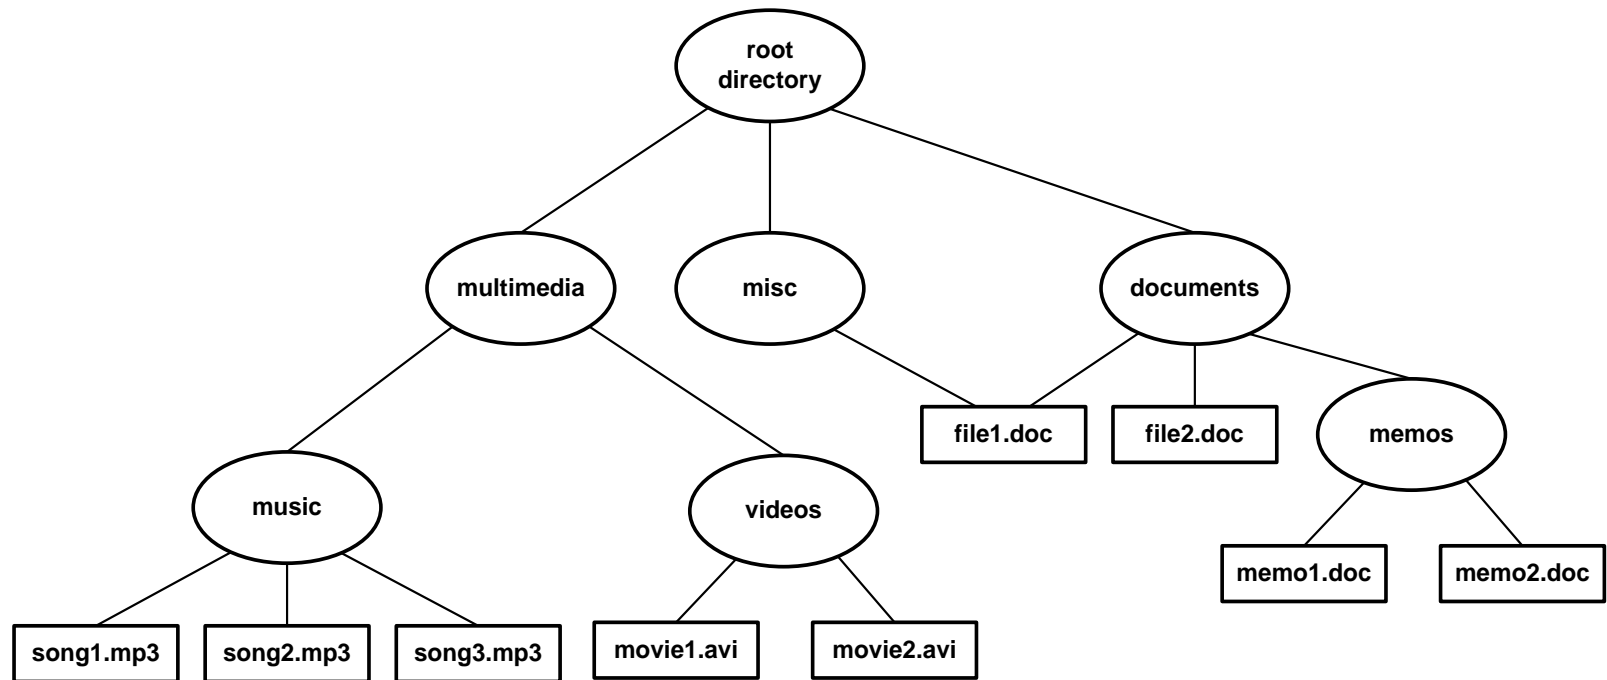 root
directory
multimedia
misc
documents
file1.doc
file2.doc
memos
music
videos
memo1.doc
memo2.doc
song1.mp3
song2.mp3
song3.mp3
movie1.avi
movie2.avi